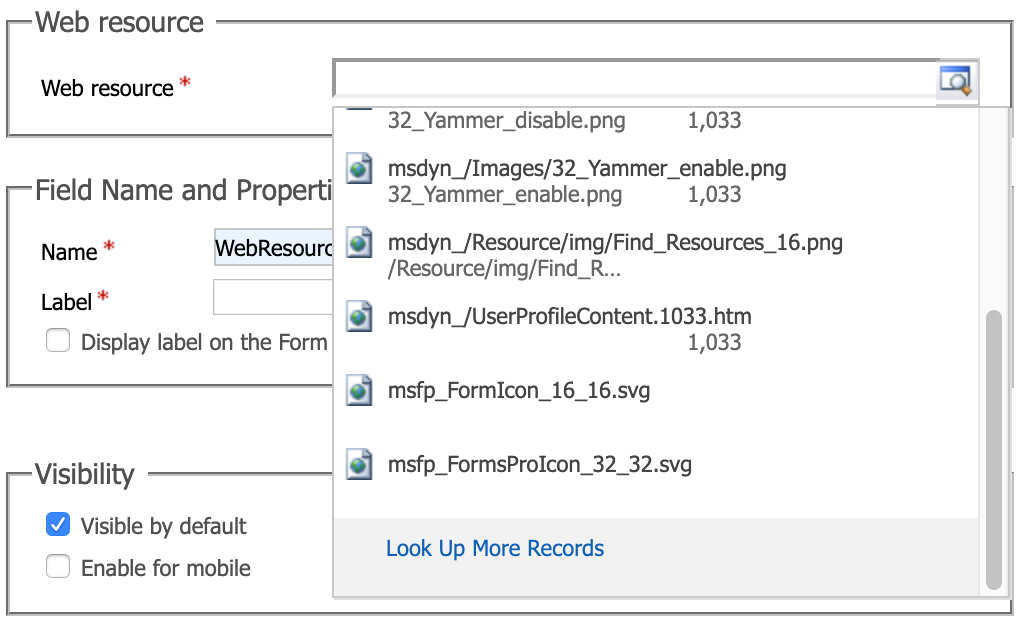 Web resource
Web resource *
32_Yammer_disable.png 1,033
msdyn_/Images/32_Yammer_enable.png
32_Yammer_enable.png 1,033
Field Name and Properti
msdyn_/Resource/img/Find_Resources_16.png
Name * WebResourc
/Resource/img/Find_R...
Label *
msdyn_/UserProfileContent.1033.htm
Display label on the Form
1,033
msfp_FormIcon_16_16.svg
msfp_FormsProIcon_32_32.svg
Visibility
Visible by default
Look Up More Records
Enable for mobile